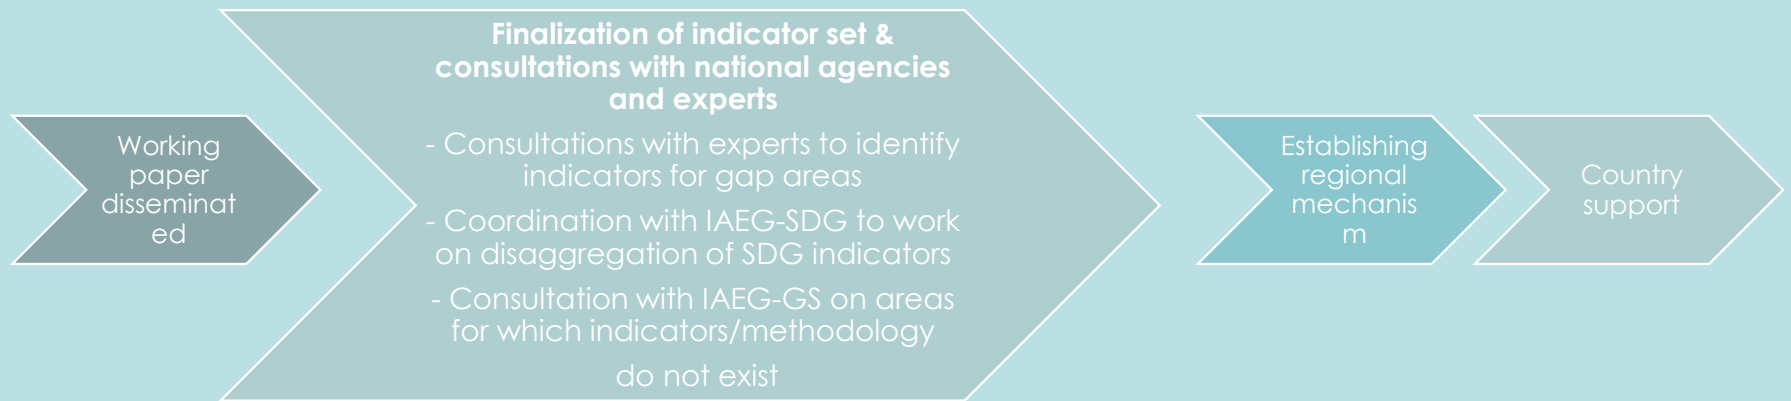 Working
paper
disseminat
ed
Finalization of indicator set &
consultations with national agencies
and experts
- Consultations with experts to identify
indicators for gap areas
- Coordination with IAEG-SDG to work
on disaggregation of SDG indicators
- Consultation with IAEG-GS on areas
for which indicators/methodology
do not exist
Establishing
regional
mechanis
m
Country
support